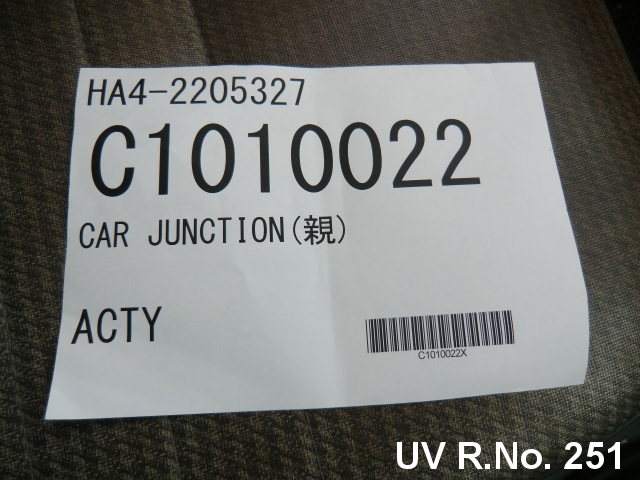 HA4-2205327
C1010022
CAR JUNCTION(親)
ACTY
C1010022X
UV R.No. 251